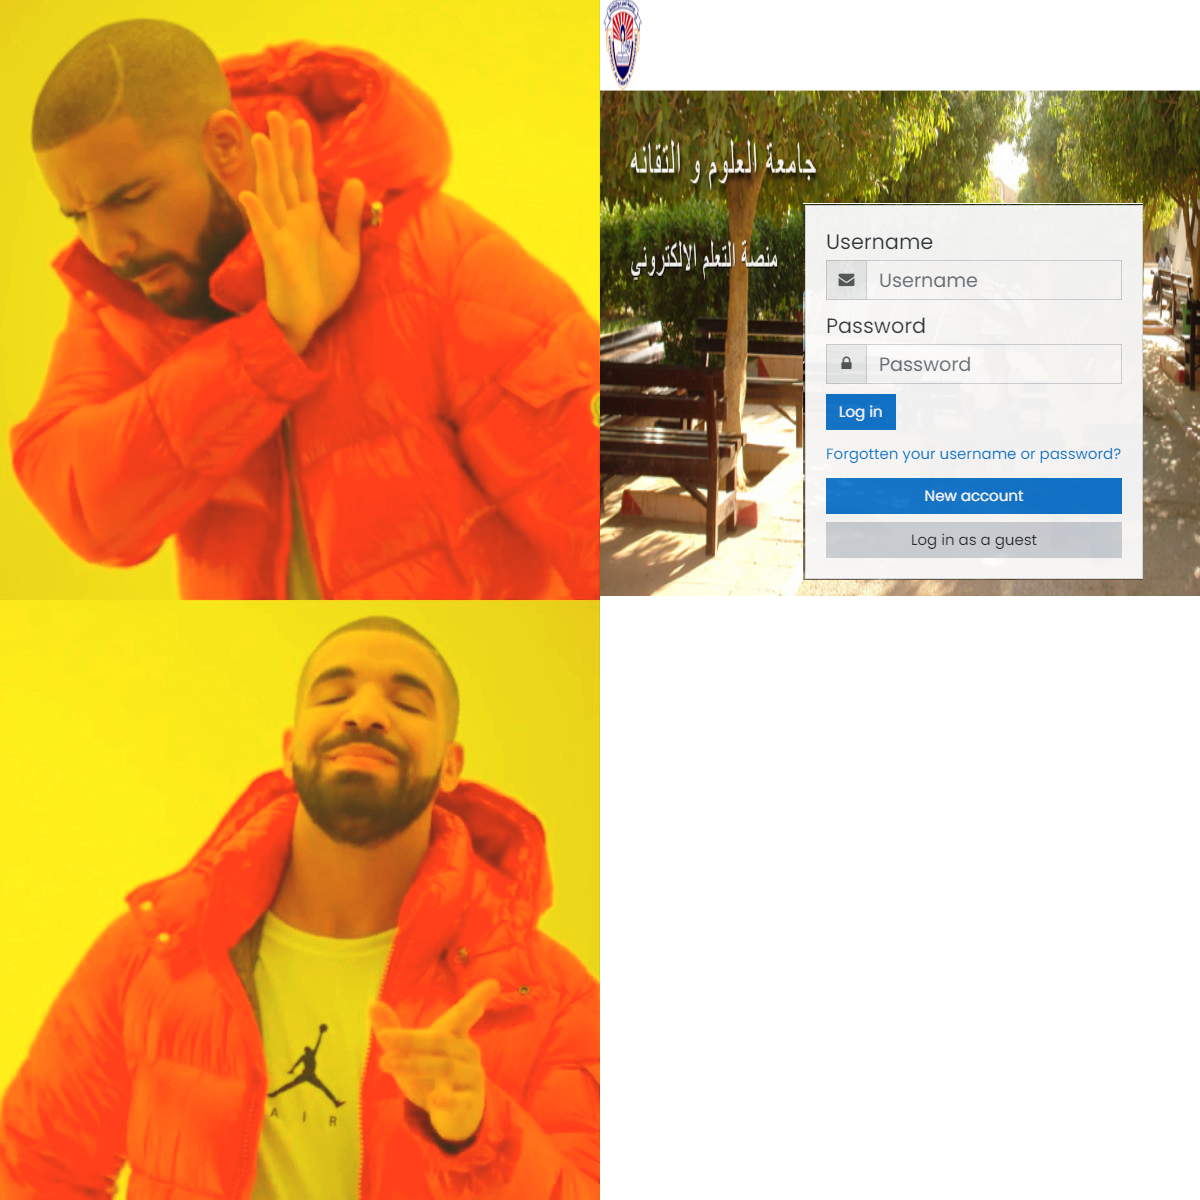 جامعة العلوم و التقانه
منصة التعلم الالكتروني
Username
Username
Password
Password
Log in
Forgotten your username or password?
New account
Log in as a guest
AIR